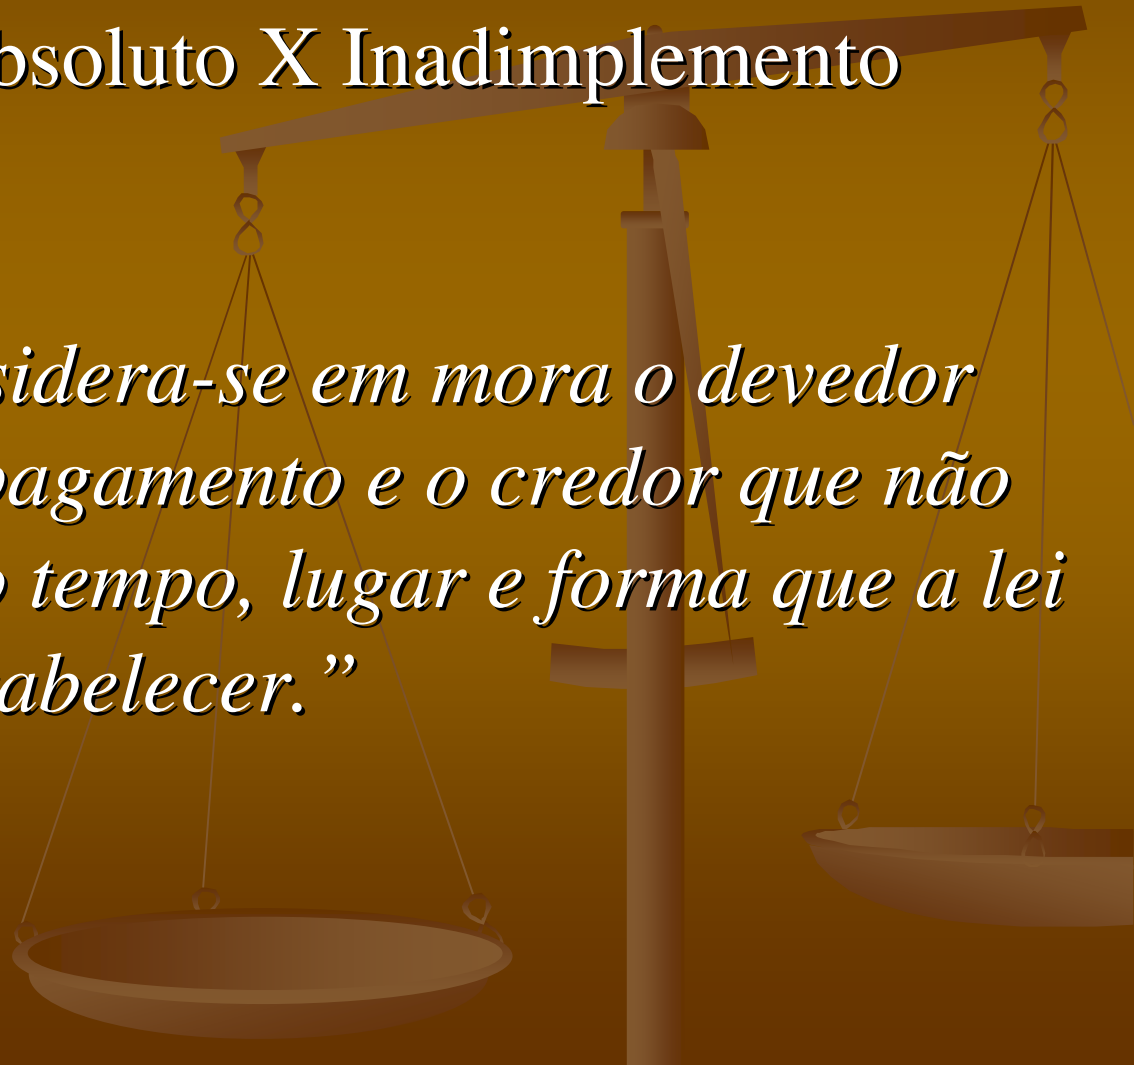 bsoluto X Inadimplemento
sidera-se em mora o devedor
pagamento e o credor que não
o tempo, lugar e forma que a lei
abelecer.”